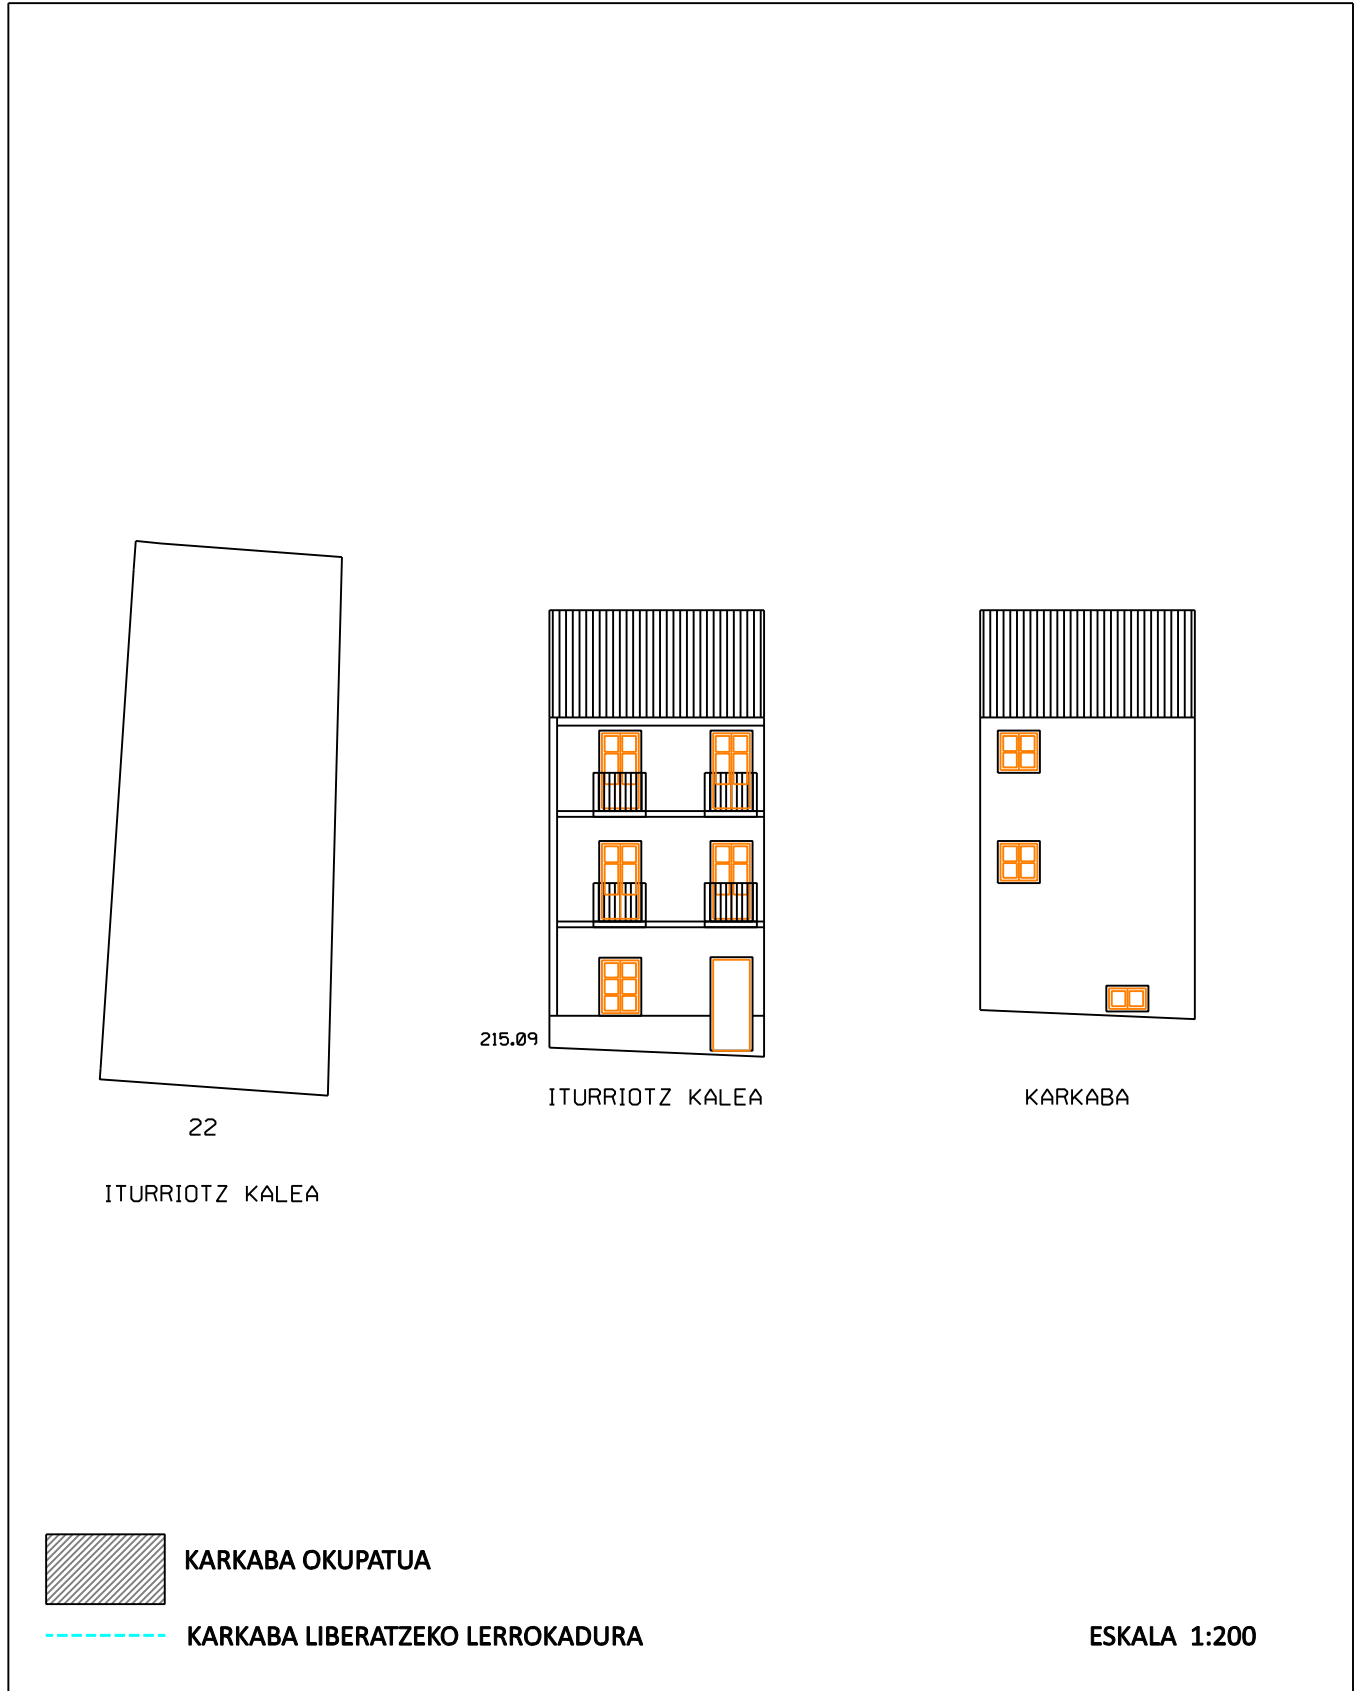 215.09
ITURRIOTZ KALEA
KARKABA
22
ITURRIOTZ KALEA
KARKABA OKUPATUA
KARKABA LIBERATZEKO LERROKADURA
ESKALA 1:200